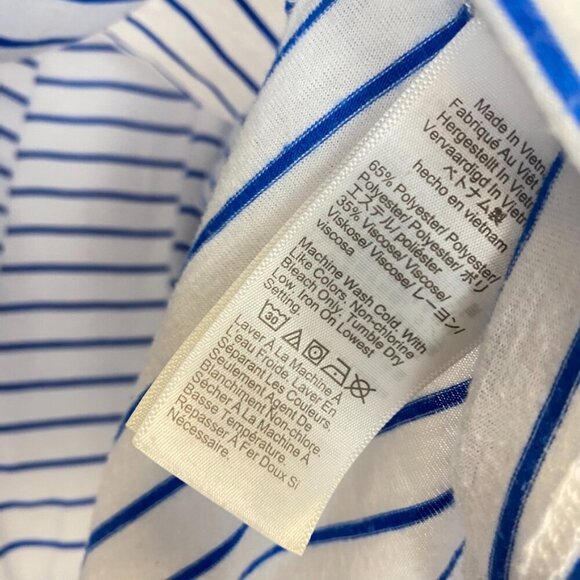 Made In Vietnam
Fabriqué Au Viêt
Hergestellt In Vietn
Vervaardigd In Vietn
ベトナム製
hecho en vietnam
65% Polyester/ Polyester/
Polyester/ Polyester/ ポリ
エステル/ poliéster
35% Viscose/ Viscose/
Viskose/ Viscose/ レーヨン/
viscosa
Machine Wash Cold, With
Like Colors, Non-chlorine
Bleach Only, Tumble Dry
Low, Iron On Lowest
Setting
30
Laver À La Machine À
L'eau Froide, Laver En
Séparant Les Couleurs,
Seulement Agent De
Blanchiment Non-chlore.
Bécher À La Machine À
Basse Température.
Repasser À Fer Doux Si
Nécessaire.